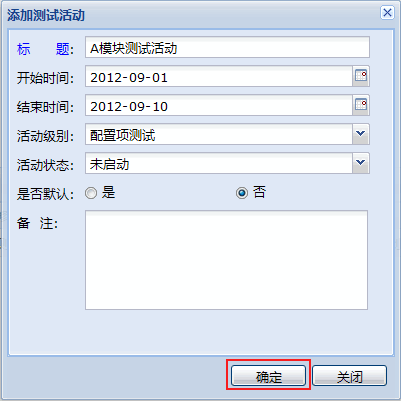 添加测试活动
标 题: A模块测试活动
开始时间: 2012-09-01
结束时间: 2012-09-10
活动级别: 配置项测试
活动状态: 未启动
是否默认: 是 否
备 注:
确定 关闭